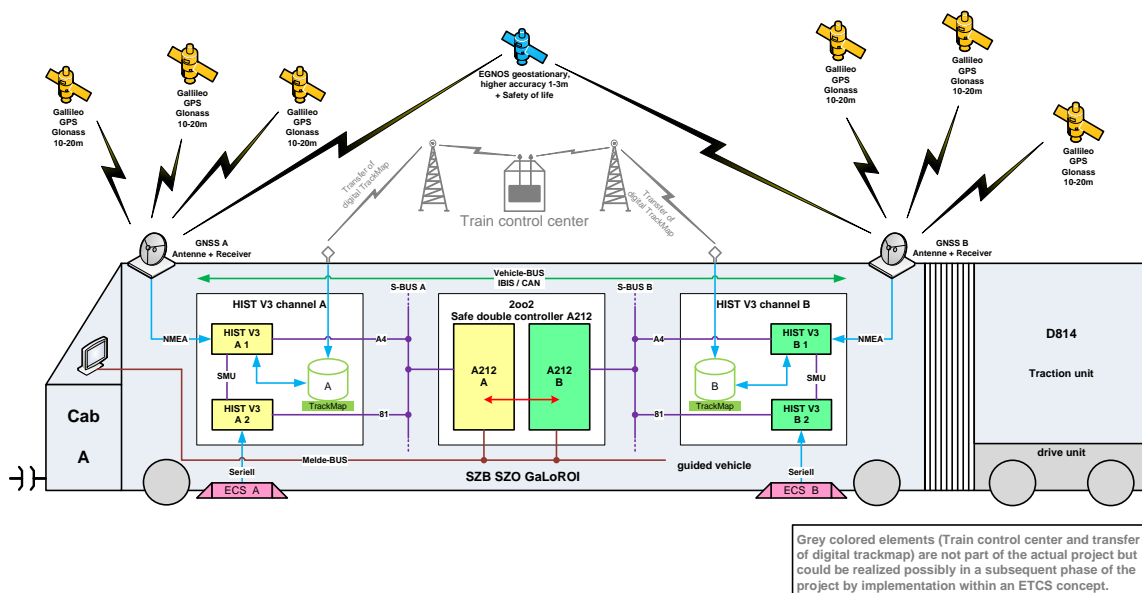 EGNOS geostationary,
higher accuracy 1-3m
+ Safety of life
Gallileo
GPS
Glonass
10-20m
Gallileo
GPS
Glonass
10-20m
Gallileo
GPS
Glonass
10-20m
Gallileo
GPS
Glonass
10-20m
Gallileo
GPS
Glonass
10-20m
Gallileo
GPS
Glonass
10-20m
Transfer of
digital TrackMap
Train control center
Transfer of
digital TrackMap
GNSS A
Antenne + Receiver
GNSS B
Antenne + Receiver
Vehicle-BUS
IBIS / CAN
S-BUS A
S-BUS B
HIST V3 channel A
2oo2
Safe double controller A212
HIST V3 channel B
NMEA
HIST V3
A 1
A4
SMU
A
TrackMap
HIST V3
A 2
81
A212
A
A212
B
A4
HIST V3
B 1
NMEA
SMU
B
TrackMap
81
HIST V3
B 2
D814
Traction unit
drive unit
Cab
A
Melde-BUS
guided vehicle
Seriell
SZB SZO GaLoROI
Seriell
ECS A
ECS B
Grey colored elements (Train control center and transfer
of digital trackmap) are not part of the actual project but
could be realized possibly in a subsequent phase of the
project by implementation within an ETCS concept.